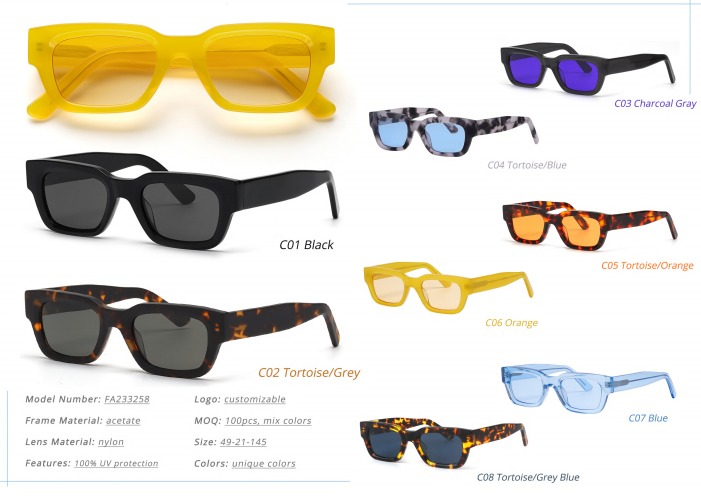 C01 Black
C02 Tortoise/Grey
Model Number: FA233258
Frame Material: acetate
Lens Material: nylon
Features: 100% UV protection
Logo: customizable
MOQ: 100pcs, mix colors
Size: 49-21-145
Colors: unique colors
C03 Charcoal Gray
C04 Tortoise/Blue
C05 Tortoise/Orange
C06 Orange
C07 Blue
C08 Tortoise/Grey Blue